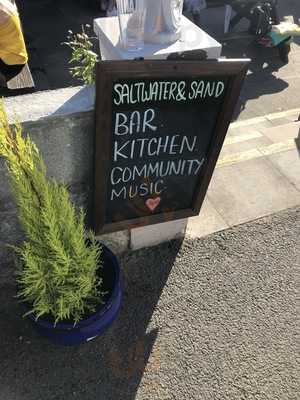 SALTWATER & SAND
BAR.
KITCHEN.
COMMUNITY
MUSIC.